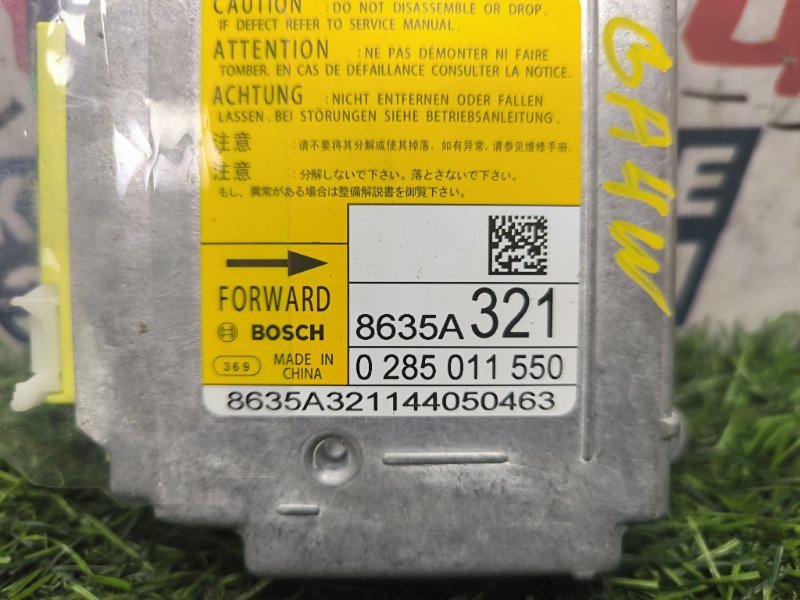 CAUTION : DO NOT DISASSEMBLE OR DROP.
IF DEFECT REFER TO SERVICE MANUAL.
ATTENTION : NE PAS DÉMONTER NI FAIRE
TOMBER. EN CAS DE DÉFAILLANCE CONSULTER LA NOTICE.
ACHTUNG : NICHT ENTFERNEN ODER FALLEN
LASSEN. BEI STÖRUNGEN SIEHE BETRIEBSANLEITUNG.
注意 : 请不要将其分解或使其掉落。如有异常，请参见维修手册.
注意 : 分解しないで下さい。落とさないで下さい。
もし、異常がある場合は整備解説書を御覧下さい。
FORWARD
BOSCH
369 MADE IN
CHINA
8635A 321
0 285 011 550
8635A321144050463
GA4W